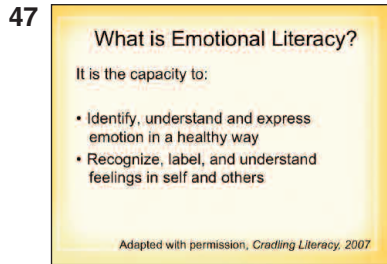 47
What is Emotional Literacy?
It is the capacity to:
• Identify, understand and express
emotion in a healthy way
• Recognize, label, and understand
feelings in self and others
Adapted with permission, Cradling Literacy, 2007